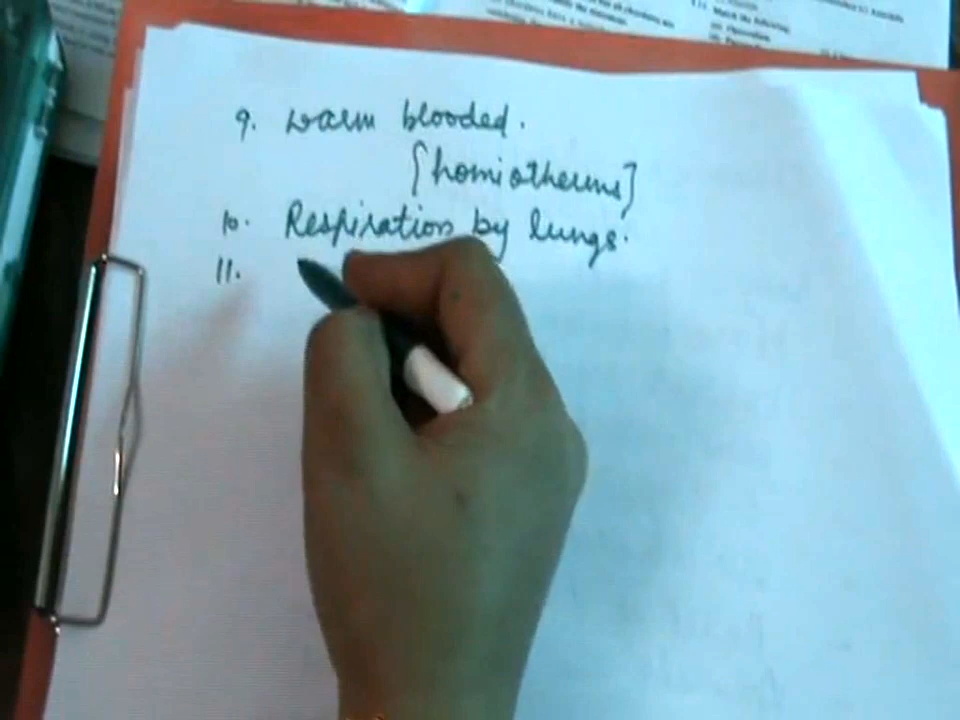 9. warm blooded.
[homiotherms]
10. Respiration by lungs.
11.